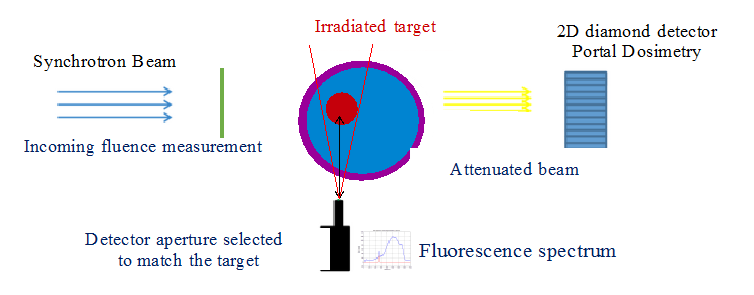 Irradiated target
2D diamond detector
Portal Dosimetry
Synchrotron Beam
Incoming fluence measurement
Attenuated beam
Detector aperture selected
to match the target
Fluorescence spectrum